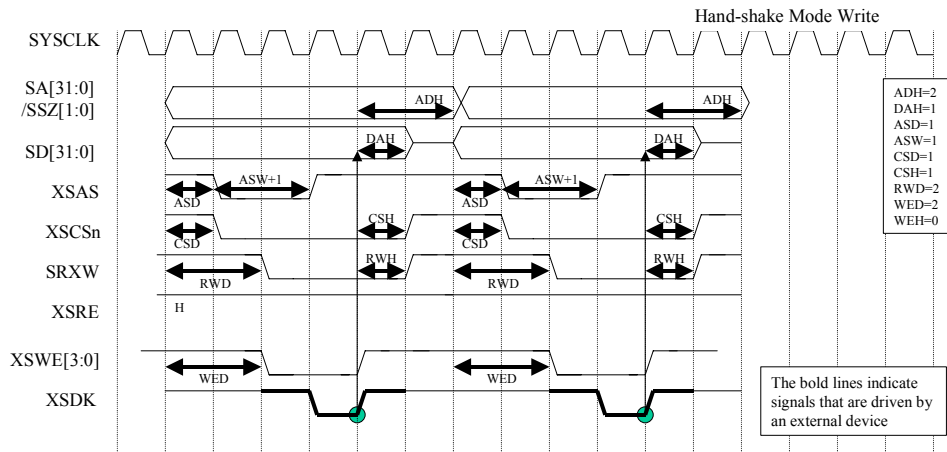 Hand-shake Mode Write
SYSCLK
SA[31:0]
/SSZ[1:0]
ADH
ADH
SD[31:0]
DAH
DAH
XSAS
ASD
ASW+1
ASD
ASW+1
XSCSn
CSD
CSH
CSD
CSH
SRXW
RWD
RWH
RWD
RWH
XSRE
H
XSWE[3:0]
WED
WED
XSDK
ADH=2
DAH=1
ASD=1
ASW=1
CSD=1
CSH=1
RWD=2
WED=2
WEH=0
The bold lines indicate
signals that are driven by
an external device